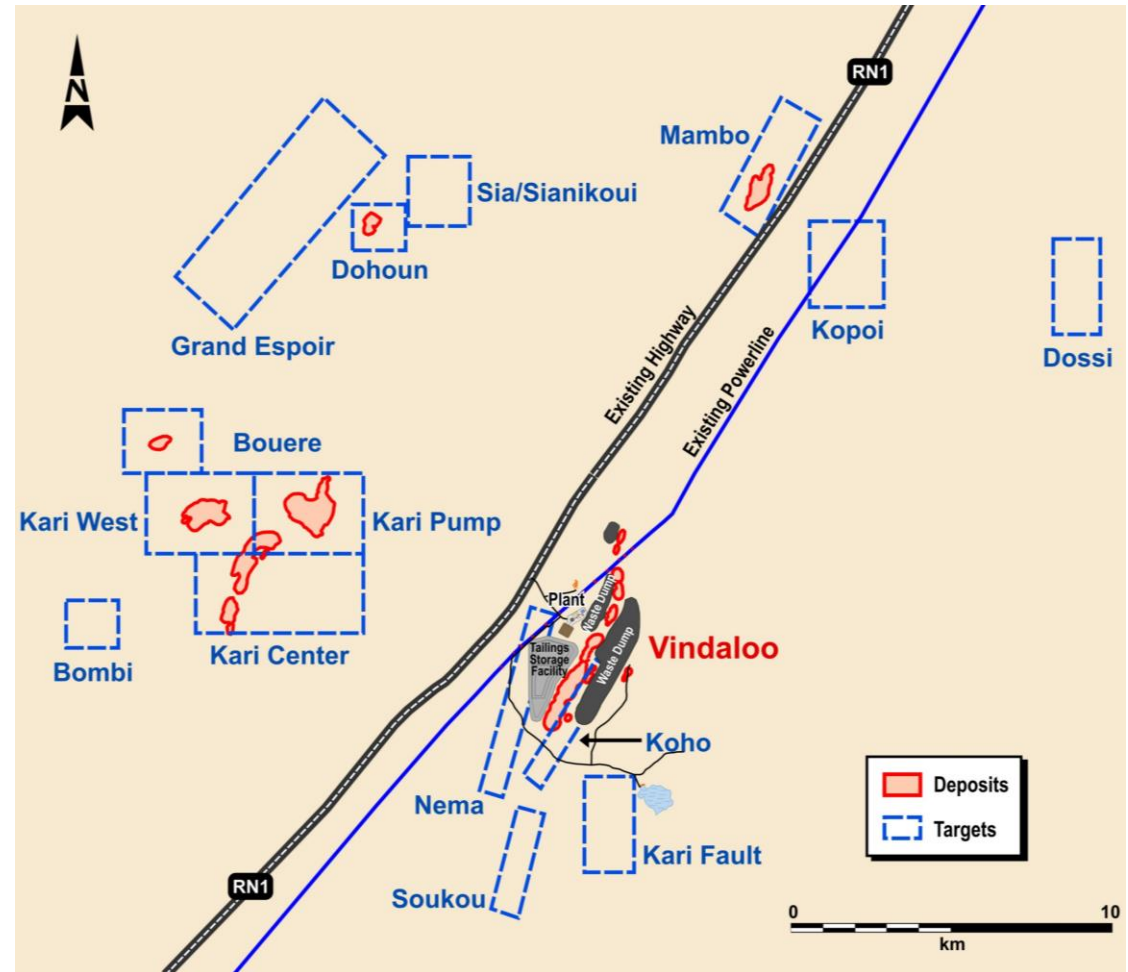 N
RN1
Mambo
Sia/Sianikoui
Dohoun
Grand Espoir
Kopoi
Dossi
Existing Highway
Existing Powerline
Bouere
Kari West
Kari Pump
Kari Center
Bombi
Plant
Waste Dump
Tailings
Storage
Facility
Waste Dump
Vindaloo
Koho
Nema
Kari Fault
Soukou
RN1
Deposits
Targets
0
10
km